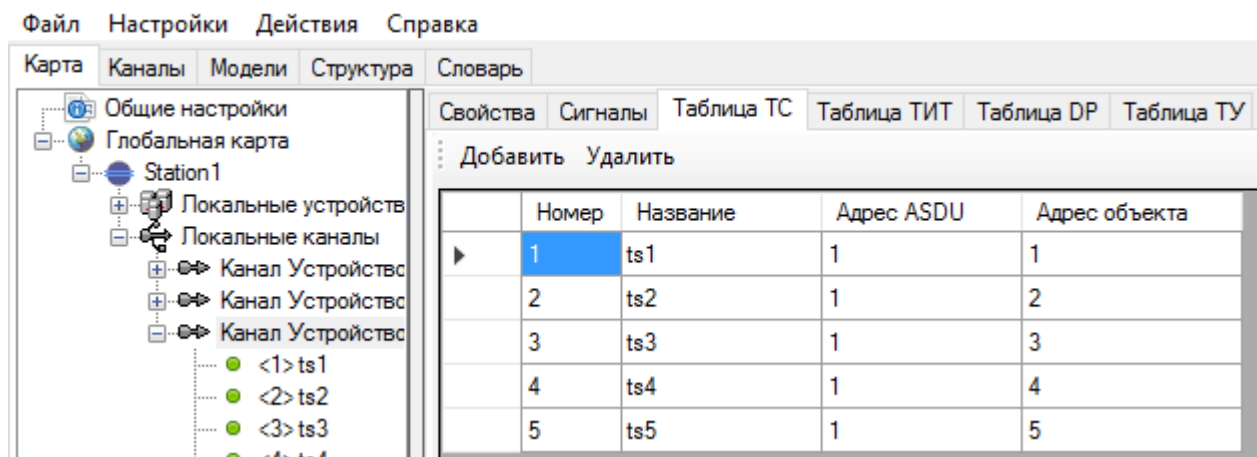 Файл Настройки Действия Справка
Карта Каналы Модели Структура Словарь
Общие настройки
Глобальная карта
Station1
Локальные устройств
Локальные каналы
Канал Устройство
Канал Устройство
Канал Устройство
<1> ts1
<2> ts2
<3> ts3
Свойства Сигналы Таблица ТС Таблица ТИТ Таблица DP Таблица ТУ
Добавить Удалить
Номер Название Адрес ASDU Адрес объекта
1 ts1 1 1
2 ts2 1 2
3 ts3 1 3
4 ts4 1 4
5 ts5 1 5